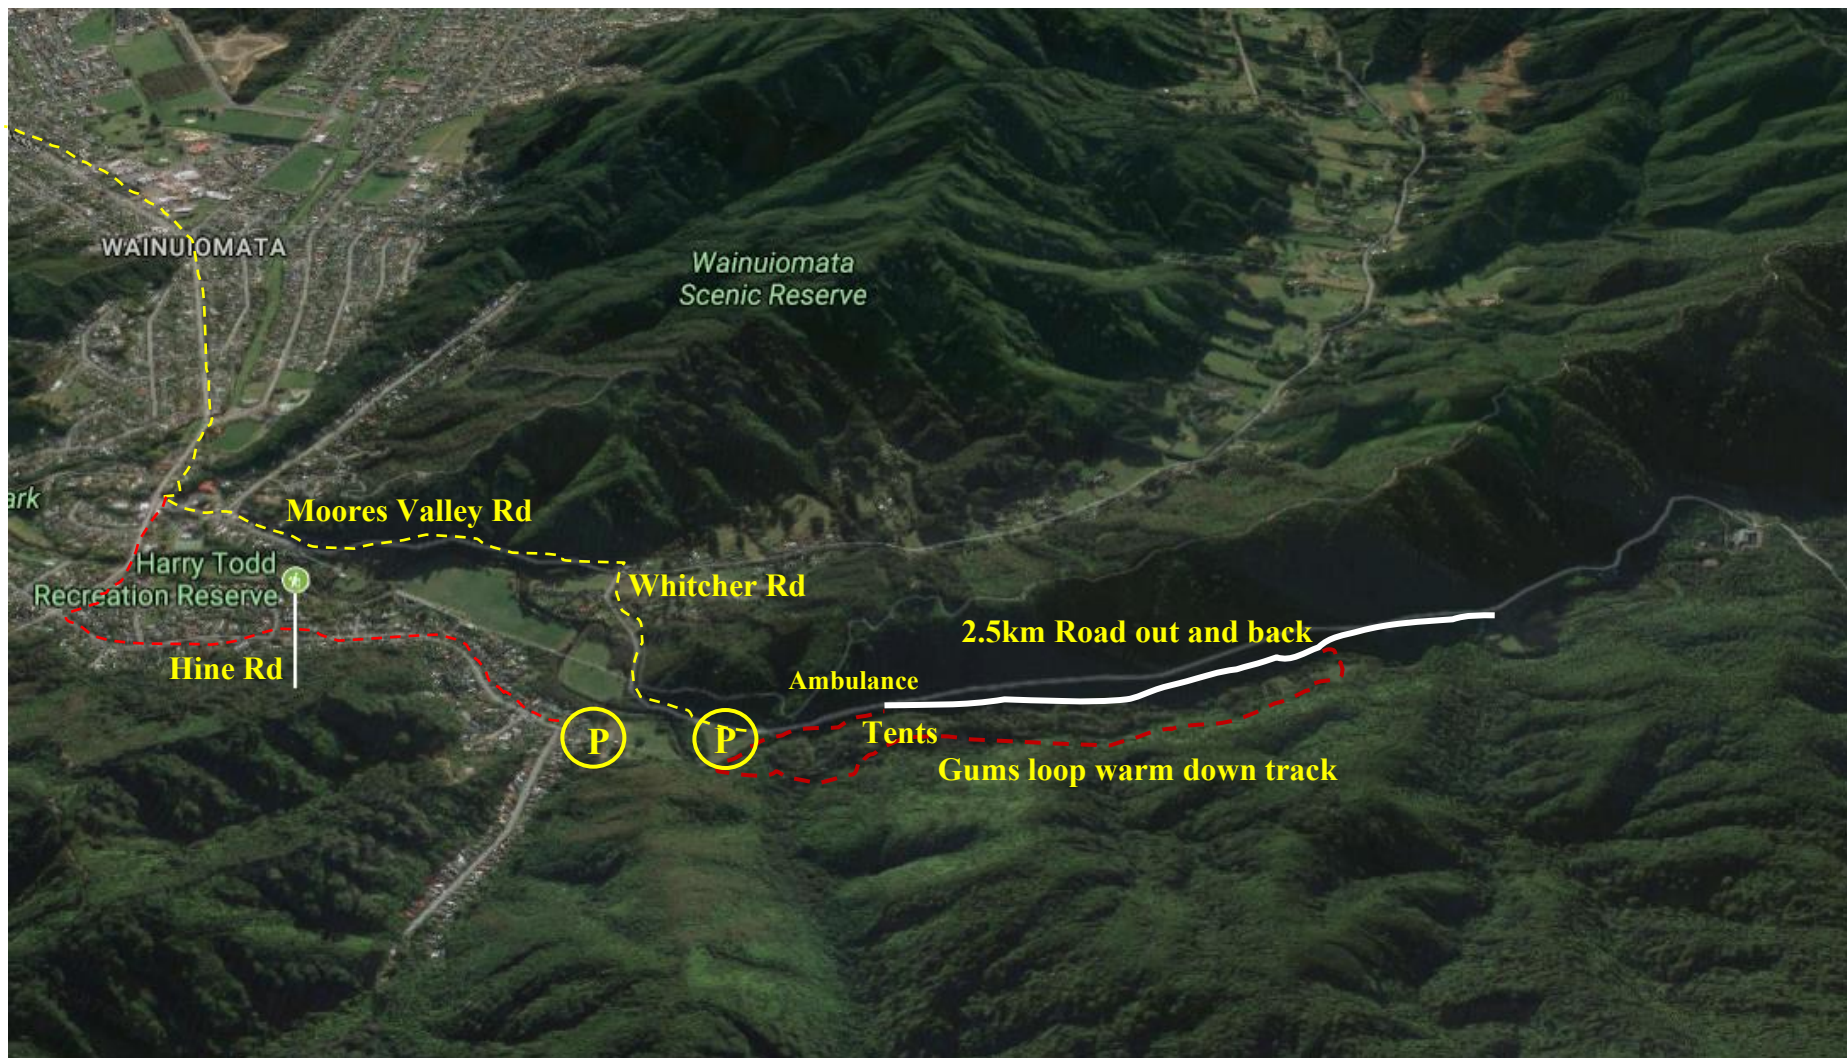 WAINUIOMATA
Wainuiomata
Scenic Reserve
ark
Moores Valley Rd
Harry Todd
Recreation Reserve
Whitcher Rd
2.5km Road out and back
Hine Rd
Ambulance
P
P
Tents
Gums loop warm down track